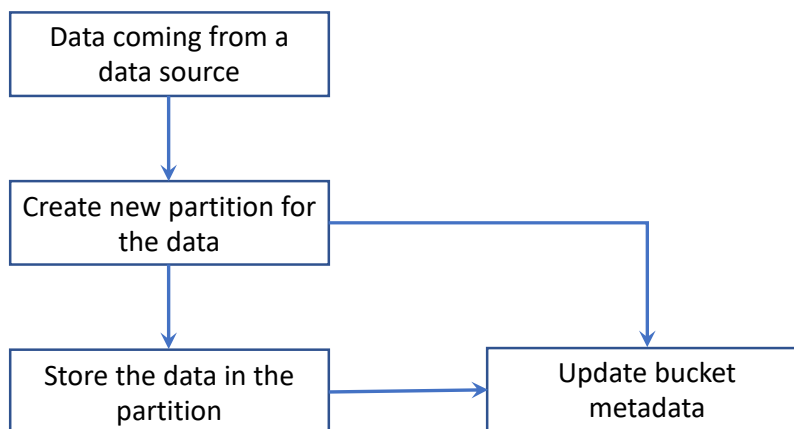 Data coming from a
data source
Create new partition for
the data
Store the data in the
partition
Update bucket
metadata